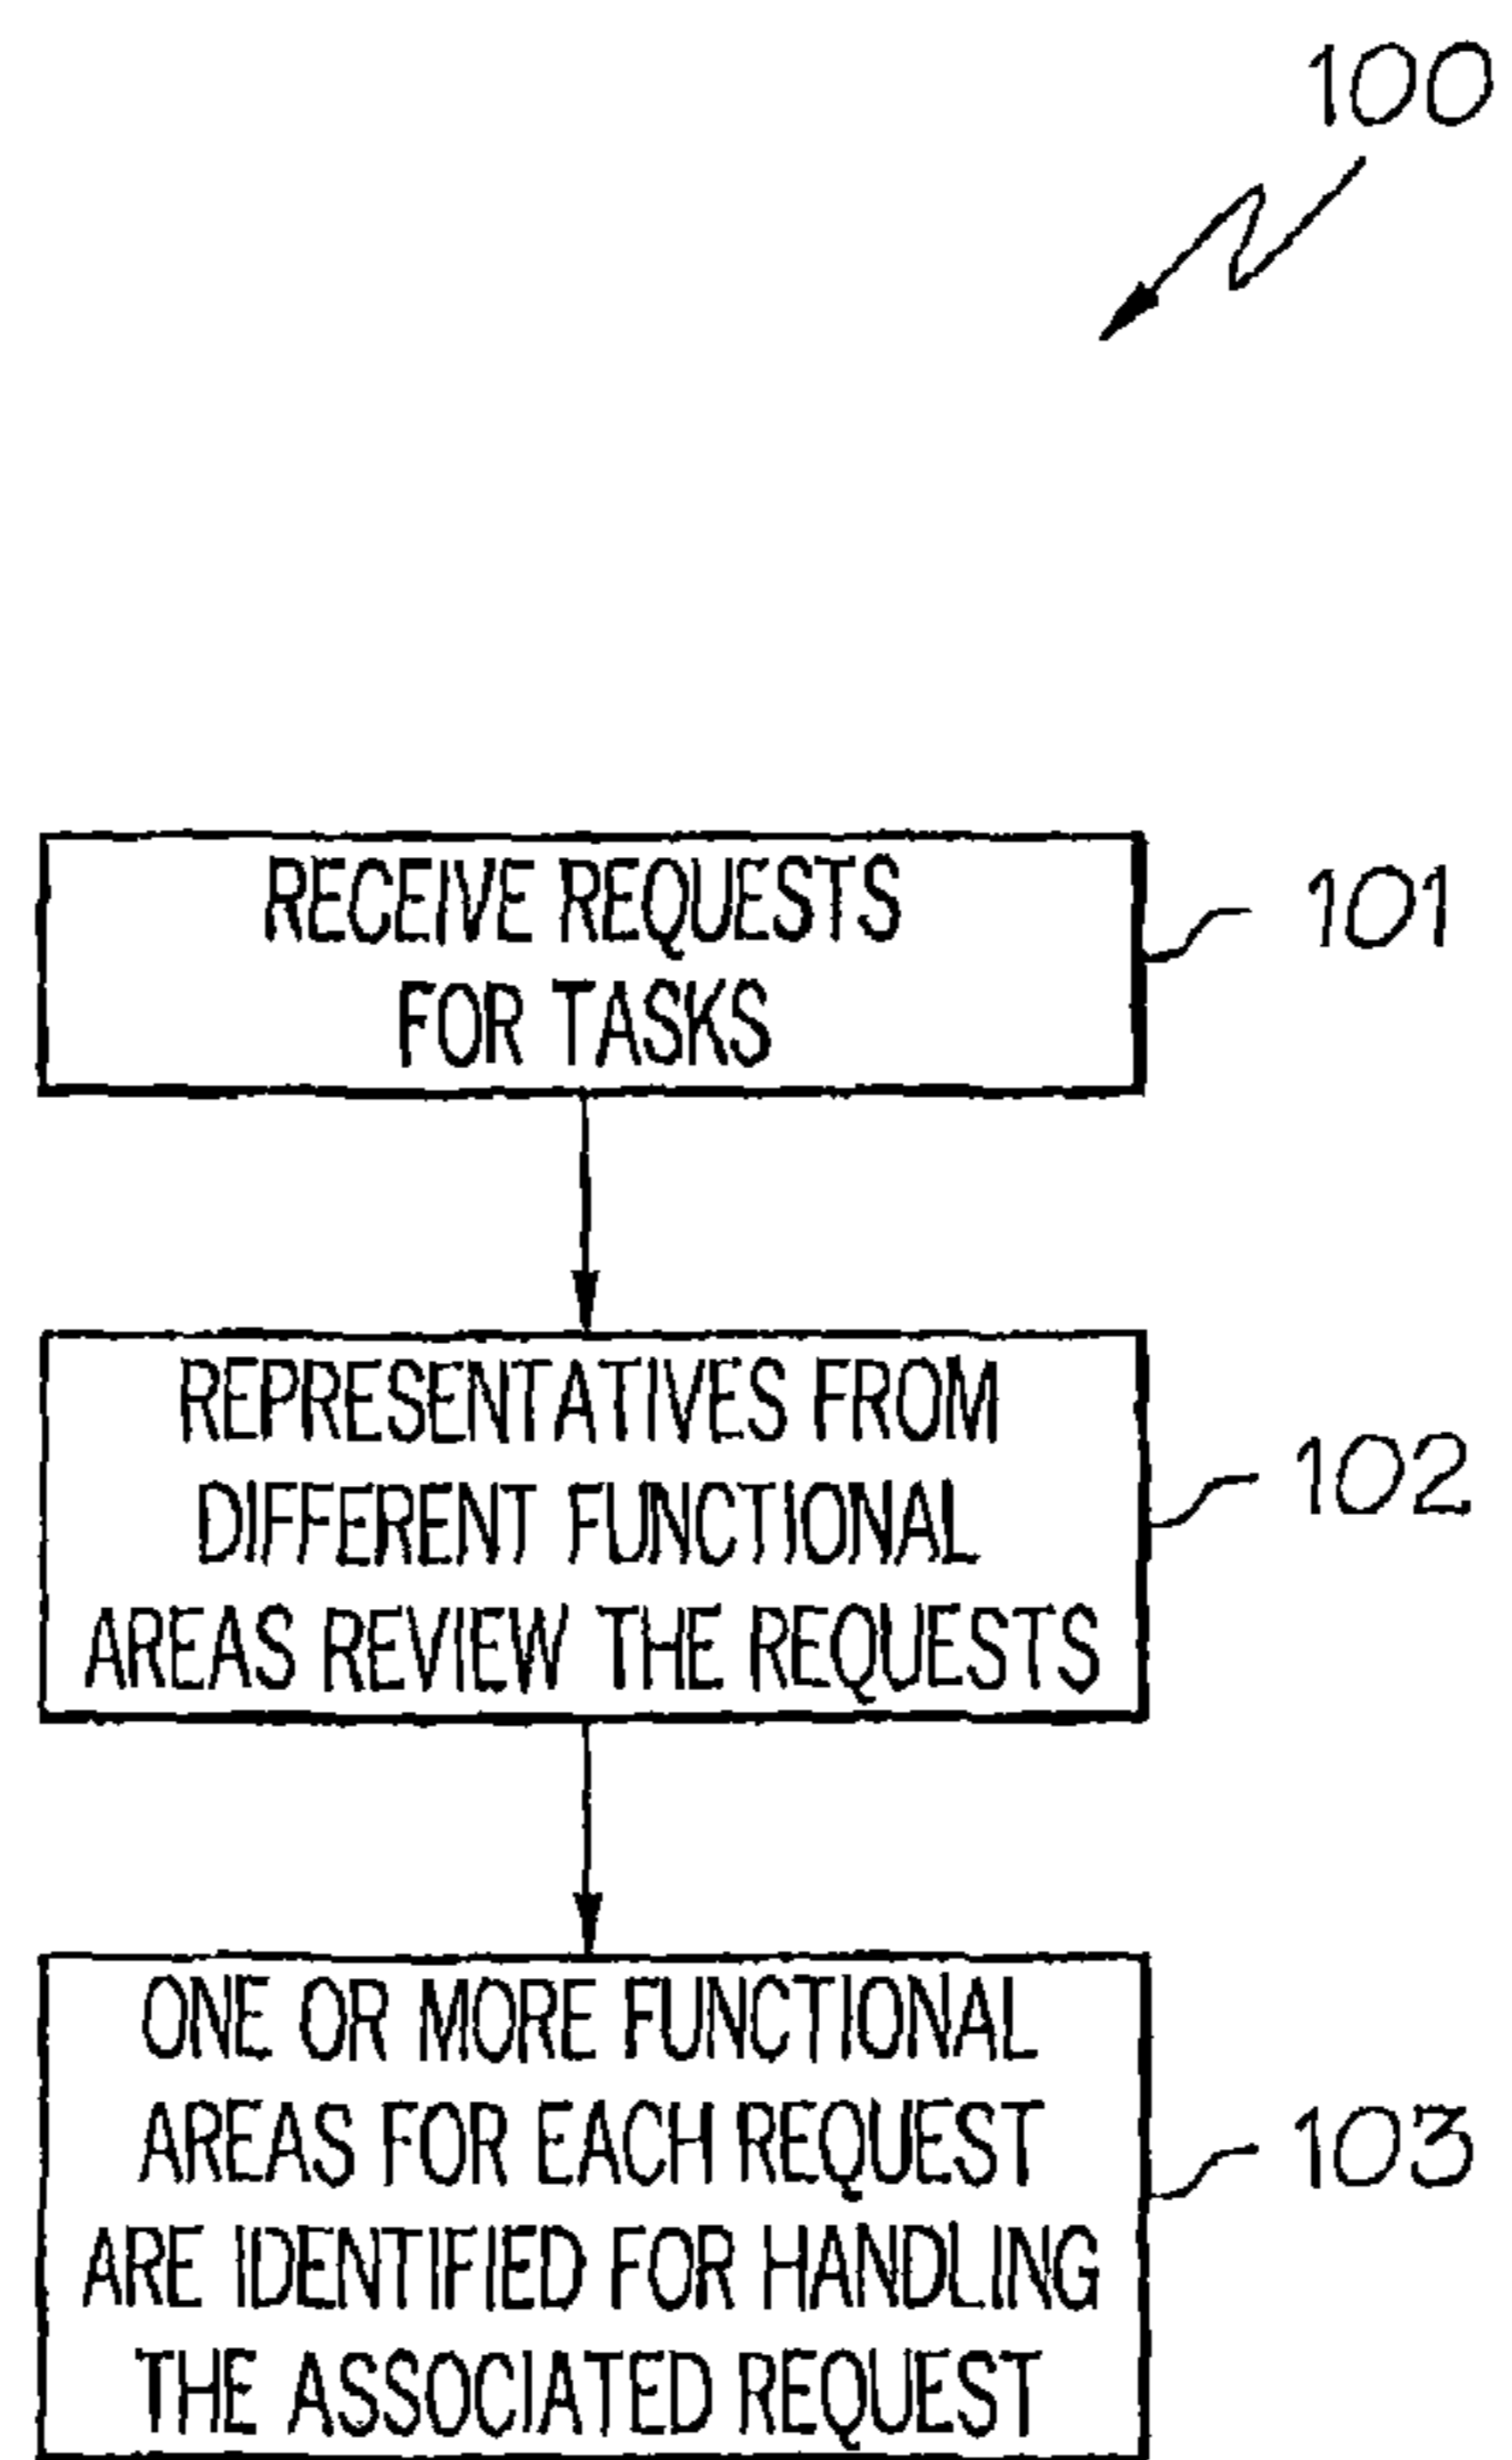 100
RECEIVE REQUESTS
FOR TASKS
101
REPRESENTATIVES FROM
DIFFERENT FUNCTIONAL
AREAS REVIEW THE REQUESTS
102
ONE OR MORE FUNCTIONAL
AREAS FOR EACH REQUEST
ARE IDENTIFIED FOR HANDLING
THE ASSOCIATED REQUEST
103